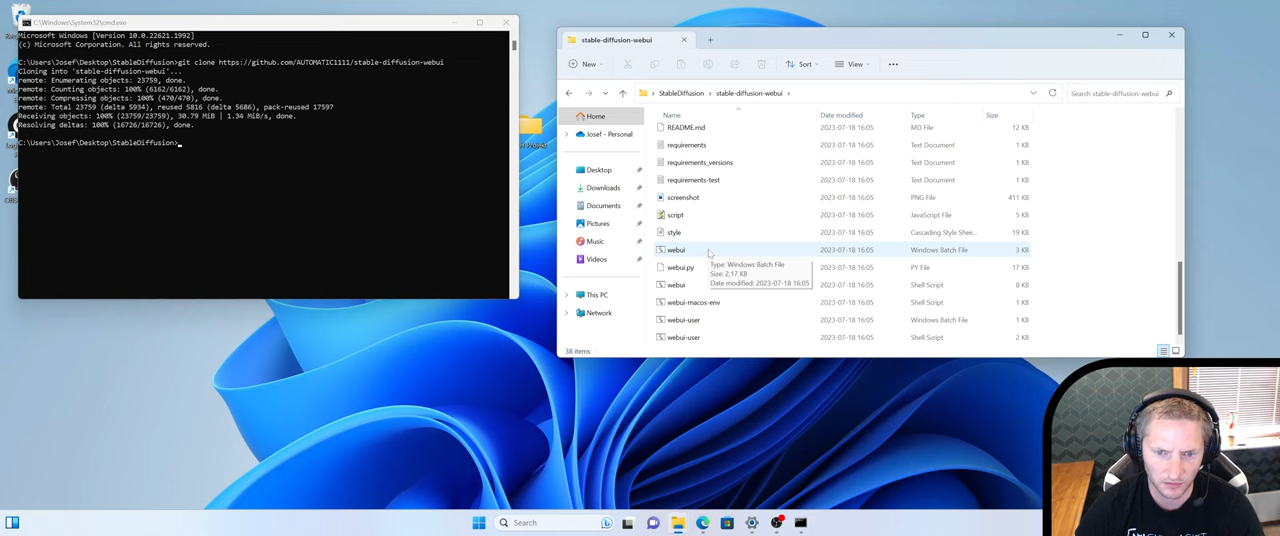 C:\Windows\System32\cmd.exe
Microsoft Windows [Version 10.0.22621.1992]
(c) Microsoft Corporation. All rights reserved.
C:\Users\Josef\Desktop\StableDiffusion>git clone https://github.com/AUTOMATIC1111/stable-diffusion-webui
Cloning into 'stable-diffusion-webui'...
remote: Enumerating objects: 23759, done.
remote: Counting objects: 100% (6162/6162), done.
remote: Compressing objects: 100% (470/470), done.
remote: Total 23759 (delta 5934), reused 5816 (delta 5686), pack-reused 17597
Receiving objects: 100% (23759/23759), 30.79 MiB | 1.34 MiB/s, done.
Resolving deltas: 100% (16726/16726), done.
C:\Users\Josef\Desktop\StableDiffusion>
stable-diffusion-webui
New
Sort
View
StableDiffusion > stable-diffusion-webui >
Search stable-diffusion-webui
Home
Josef - Personal
Desktop
Downloads
Documents
Pictures
Music
Videos
This PC
Network
Name Date modified Type Size
README.md 2023-07-18 16:05 MD File 12 KB
requirements 2023-07-18 16:05 Text Document 1 KB
requirements_versions 2023-07-18 16:05 Text Document 1 KB
requirements-test 2023-07-18 16:05 Text Document 1 KB
screenshot 2023-07-18 16:05 PNG File 411 KB
script 2023-07-18 16:05 JavaScript File 5 KB
style 2023-07-18 16:05 Cascading Style Shee... 19 KB
webui 2023-07-18 16:05 Windows Batch File 3 KB
webui.py 2023-07-18 16:05 PY File 17 KB
webui 2023-07-18 16:05 Shell Script 8 KB
webui-macos-env 2023-07-18 16:05 Shell Script 1 KB
webui-user 2023-07-18 16:05 Windows Batch File 1 KB
webui-user 2023-07-18 16:05 Shell Script 2 KB
Type: Windows Batch File
Size: 2,17 KB
Date modified: 2023-07-18 16:05
38 items
Search